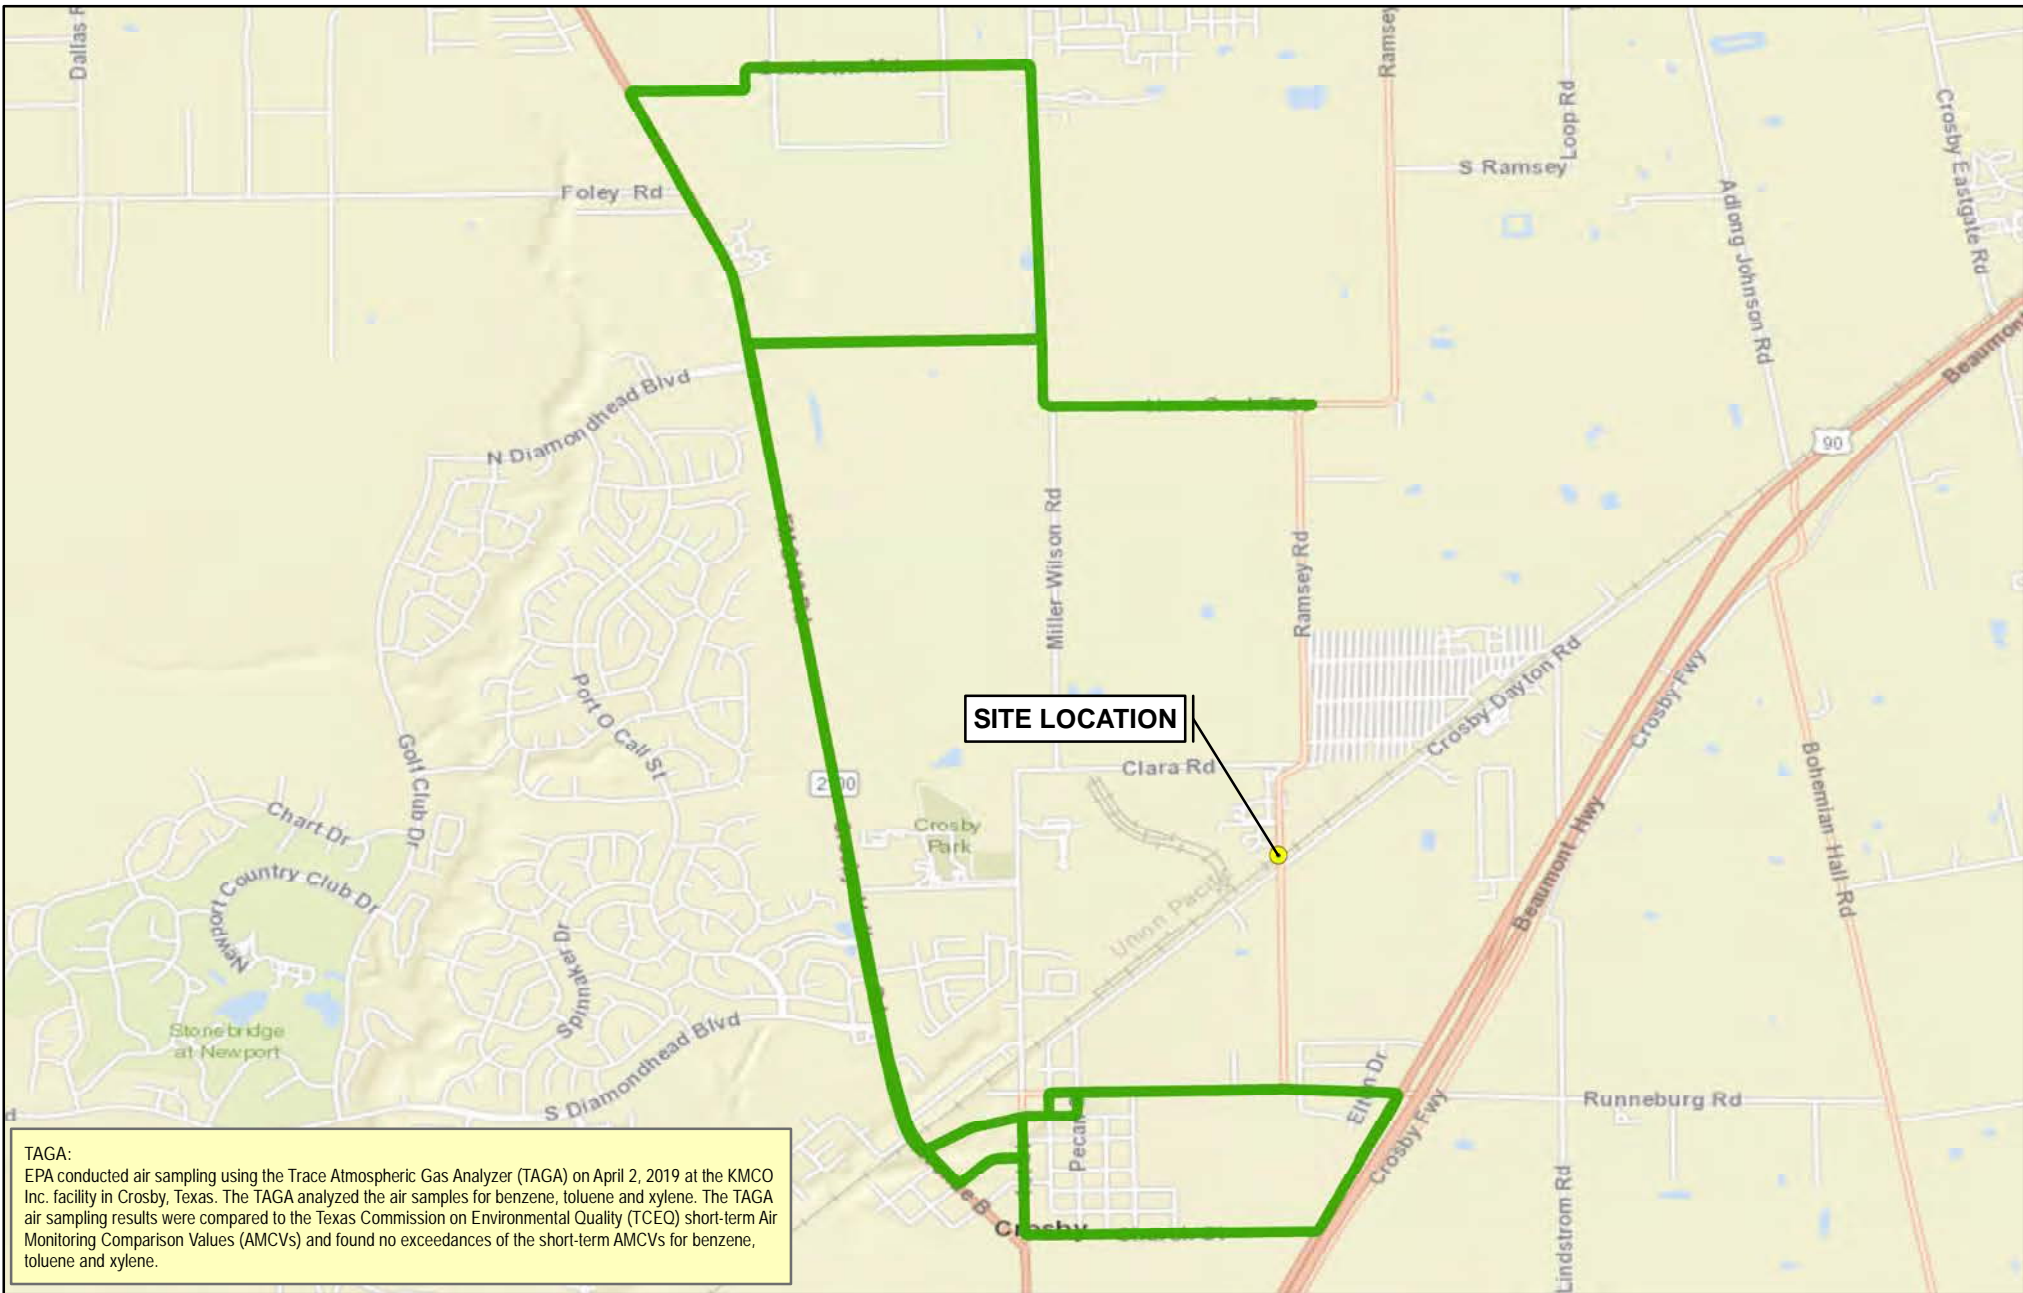 Dallas
Ramsey
Loop Rd
Crosby Eastgate Rd
Foley Rd
S Ramsey
Adlong Johnson Rd
Beaumont
N Diamondhead Blvd
90
Miller Wilson Rd
Ramsey Rd
Port O Call St
SITE LOCATION
Crosby Dayton Rd
Crosby Fwy
Golf Club Dr
Clara Rd
Bohemian Hall Rd
Chart Dr
Crosby
Park
Beaumont Hwy
Newport Country Club Dr
Union Pacific
Spinnaker Dr
Stonebridge
at Newport
S Diamondhead Blvd
Elton Dr
Crosby Fwy
Runneburg Rd
Pecan
Lindstrom Rd
Crosby
TAGA:
EPA conducted air sampling using the Trace Atmospheric Gas Analyzer (TAGA) on April 2, 2019 at the KMCO
Inc. facility in Crosby, Texas. The TAGA analyzed the air samples for benzene, toluene and xylene. The TAGA
air sampling results were compared to the Texas Commission on Environmental Quality (TCEQ) short-term Air
Monitoring Comparison Values (AMCVs) and found no exceedances of the short-term AMCVs for benzene,
toluene and xylene.